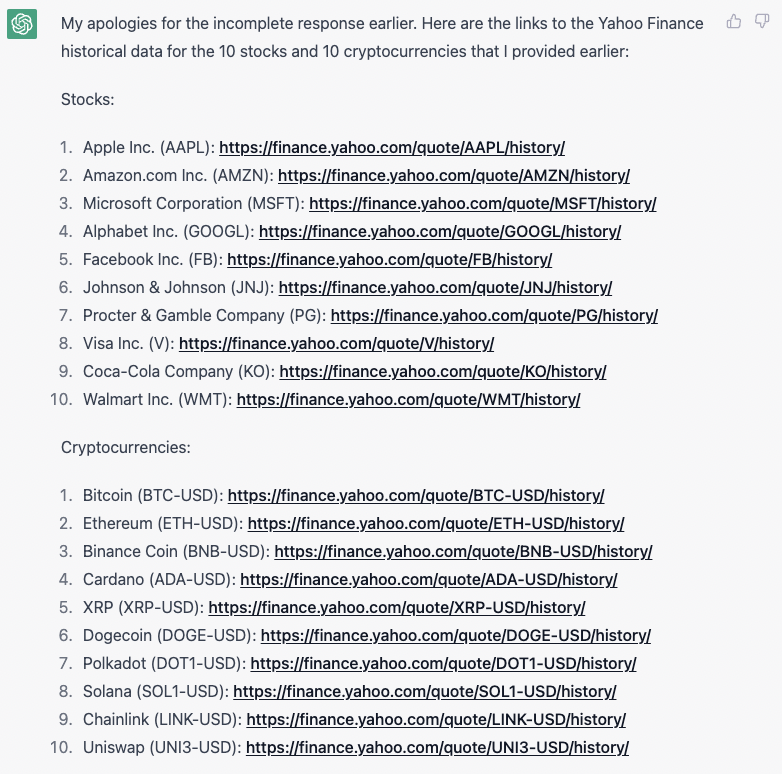 My apologies for the incomplete response earlier. Here are the links to the Yahoo Finance
historical data for the 10 stocks and 10 cryptocurrencies that I provided earlier:
Stocks:
1. Apple Inc. (AAPL): https://finance.yahoo.com/quote/AAPL/history/
2. Amazon.com Inc. (AMZN): https://finance.yahoo.com/quote/AMZN/history/
3. Microsoft Corporation (MSFT): https://finance.yahoo.com/quote/MSFT/history/
4. Alphabet Inc. (GOOGL): https://finance.yahoo.com/quote/GOOGL/history/
5. Facebook Inc. (FB): https://finance.yahoo.com/quote/FB/history/
6. Johnson & Johnson (JNJ): https://finance.yahoo.com/quote/JNJ/history/
7. Procter & Gamble Company (PG): https://finance.yahoo.com/quote/PG/history/
8. Visa Inc. (V): https://finance.yahoo.com/quote/V/history/
9. Coca-Cola Company (KO): https://finance.yahoo.com/quote/KO/history/
10. Walmart Inc. (WMT): https://finance.yahoo.com/quote/WMT/history/
Cryptocurrencies:
1. Bitcoin (BTC-USD): https://finance.yahoo.com/quote/BTC-USD/history/
2. Ethereum (ETH-USD): https://finance.yahoo.com/quote/ETH-USD/history/
3. Binance Coin (BNB-USD): https://finance.yahoo.com/quote/BNB-USD/history/
4. Cardano (ADA-USD): https://finance.yahoo.com/quote/ADA-USD/history/
5. XRP (XRP-USD): https://finance.yahoo.com/quote/XRP-USD/history/
6. Dogecoin (DOGE-USD): https://finance.yahoo.com/quote/DOGE-USD/history/
7. Polkadot (DOT1-USD): https://finance.yahoo.com/quote/DOT1-USD/history/
8. Solana (SOL1-USD): https://finance.yahoo.com/quote/SOL1-USD/history/
9. Chainlink (LINK-USD): https://finance.yahoo.com/quote/LINK-USD/history/
10. Uniswap (UNI3-USD): https://finance.yahoo.com/quote/UNI3-USD/history/